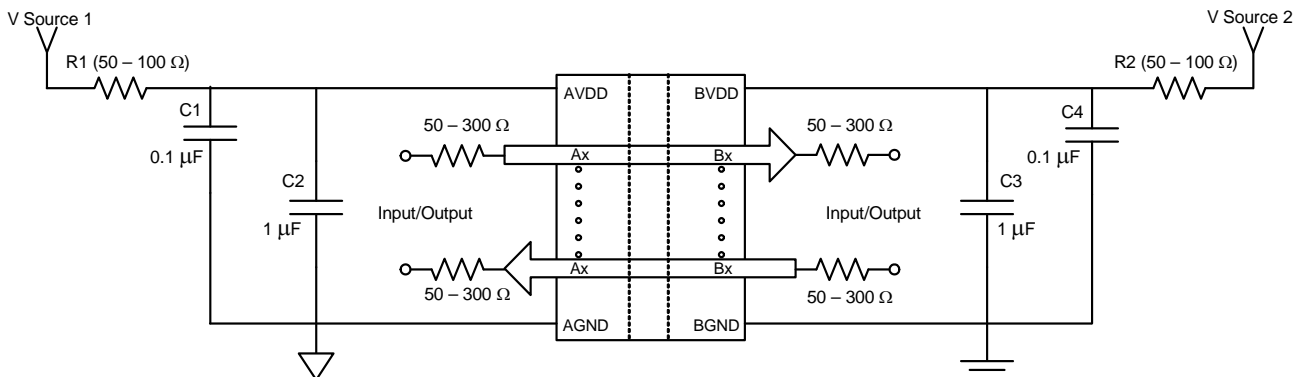 V Source 1
V Source 2
R1 (50 – 100 Ω)
R2 (50 – 100 Ω)
AVDD
BVDD
C1
C4
50 – 300 Ω
50 – 300 Ω
0.1 μF
Ax
Bx
0.1 μF
C2
C3
Input/Output
Input/Output
1 μF
1 μF
Ax
Bx
50 – 300 Ω
50 – 300 Ω
AGND
BGND